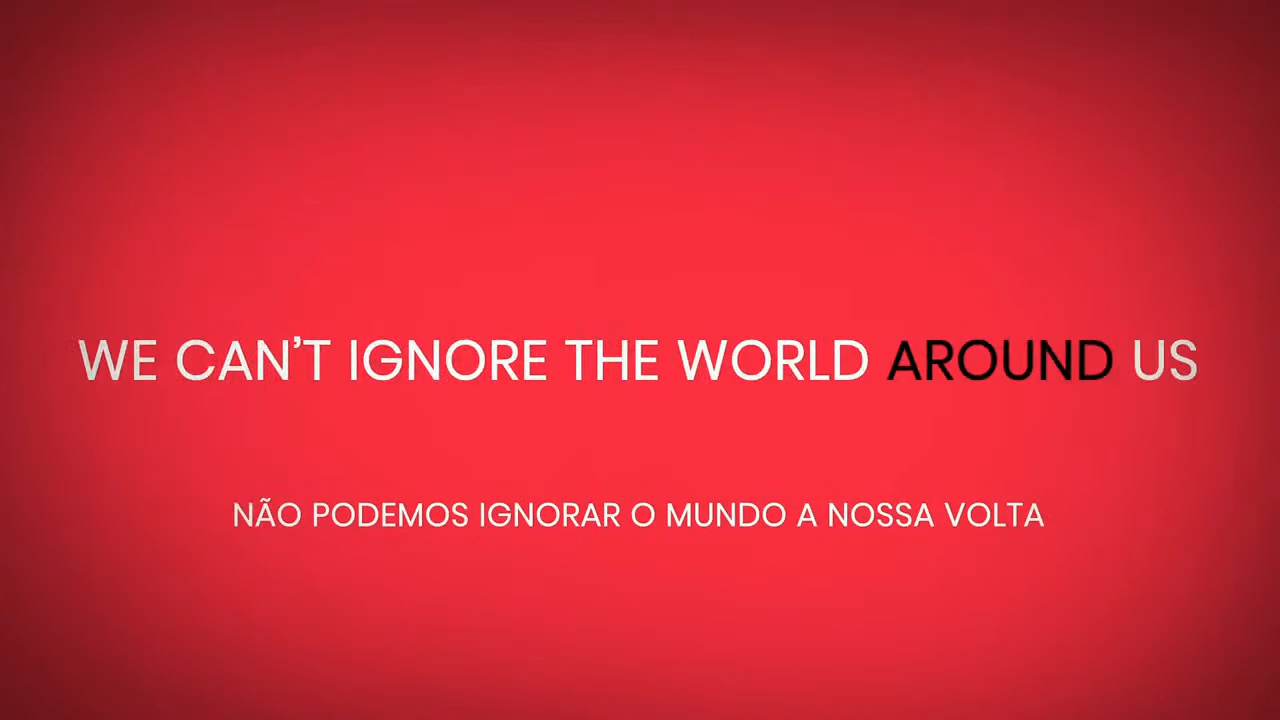 WE CAN’T IGNORE THE WORLD AROUND US
NÃO PODEMOS IGNORAR O MUNDO A NOSSA VOLTA